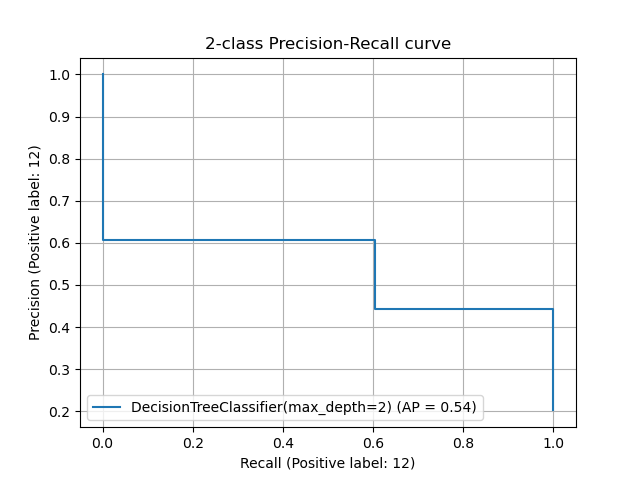 2-class Precision-Recall curve
Precision (Positive label: 12)
1.0
0.9
0.8
0.7
0.6
0.5
0.4
0.3
0.2
DecisionTreeClassifier(max_depth=2) (AP = 0.54)
0.0 0.2 0.4 0.6 0.8 1.0
Recall (Positive label: 12)